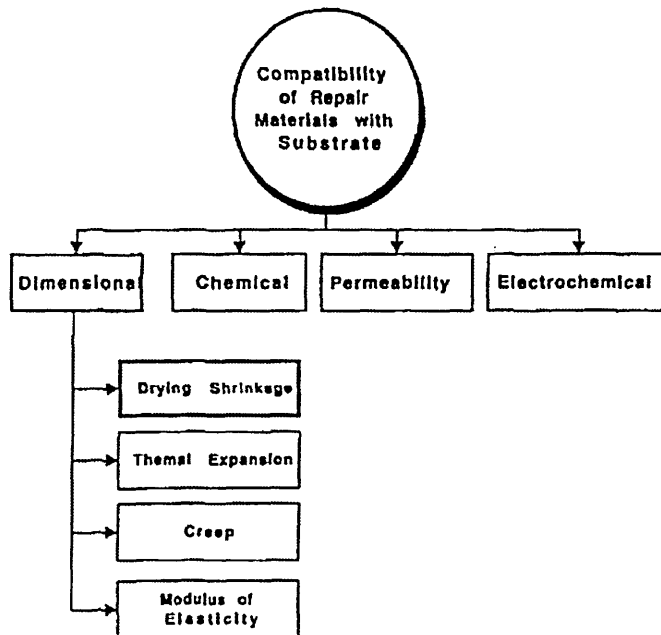 Compatibility
of Repair
Materials with
Substrate
Dimensional
Chemical
Permeability
Electrochemical
Drying Shrinkage
Themal Expansion
Creep
Modulus of
Elasticity